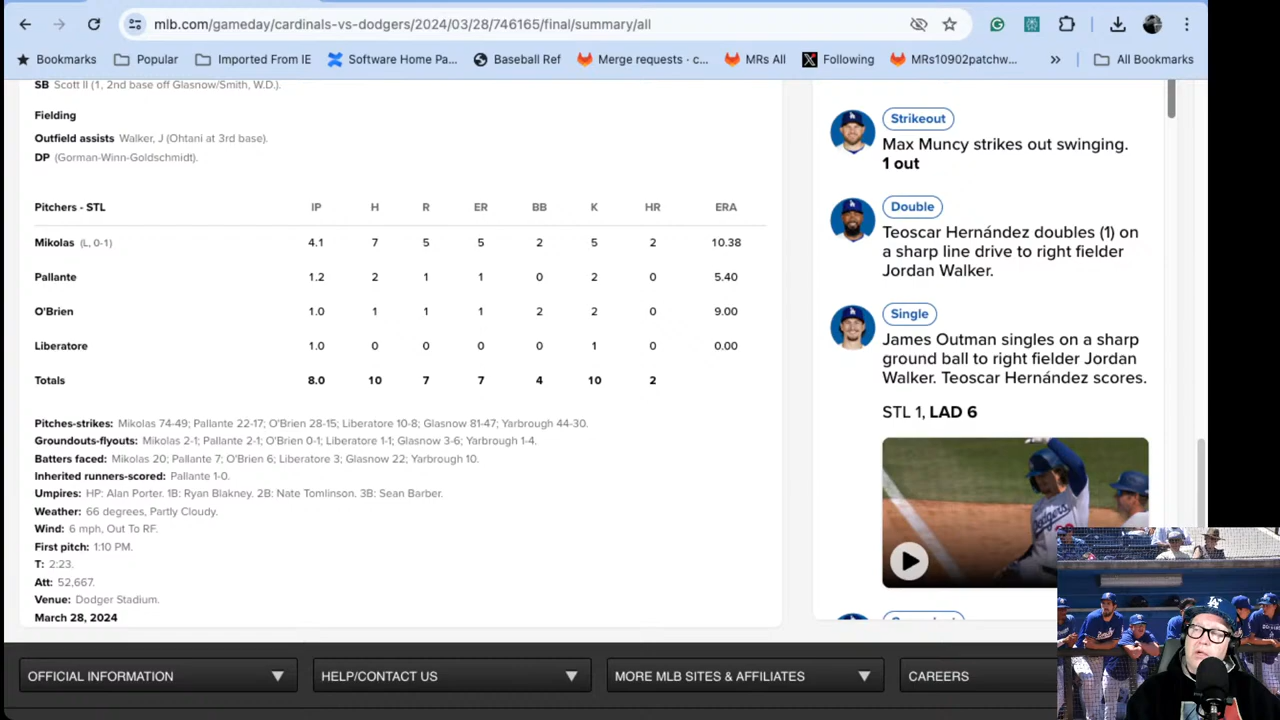 mlb.com/gameday/cardinals-vs-dodgers/2024/03/28/746165/final/summary/all
Bookmarks Popular Imported From IE Software Home Pa... Baseball Ref Merge requests · c... MRs All Following MRs10902patchw... » All Bookmarks
SB Scott II (1, 2nd base off Glasnow/Smith, W.D.).
Fielding
Outfield assists Walker, J (Ohtani at 3rd base).
DP (Gorman-Winn-Goldschmidt).
Pitchers - STL IP H R ER BB K HR ERA
Mikolas (L, 0-1) 4.1 7 5 5 2 5 2 10.38
Pallante 1.2 2 1 1 0 2 0 5.40
O'Brien 1.0 1 1 1 2 2 0 9.00
Liberatore 1.0 0 0 0 0 1 0 0.00
Totals 8.0 10 7 7 4 10 2
Pitches-strikes: Mikolas 74-49; Pallante 22-17; O'Brien 28-15; Liberatore 10-8; Glasnow 81-47; Yarbrough 44-30.
Groundouts-flyouts: Mikolas 2-1; Pallante 2-1; O'Brien 0-1; Liberatore 1-1; Glasnow 3-6; Yarbrough 1-4.
Batters faced: Mikolas 20; Pallante 7; O'Brien 6; Liberatore 3; Glasnow 22; Yarbrough 10.
Inherited runners-scored: Pallante 1-0.
Umpires: HP: Alan Porter. 1B: Ryan Blakney. 2B: Nate Tomlinson. 3B: Sean Barber.
Weather: 66 degrees, Partly Cloudy.
Wind: 6 mph, Out To RF.
First pitch: 1:10 PM.
T: 2:23.
Att: 52,667.
Venue: Dodger Stadium.
March 28, 2024
Strikeout
Max Muncy strikes out swinging.
1 out
Double
Teoscar Hernández doubles (1) on
a sharp line drive to right fielder
Jordan Walker.
Single
James Outman singles on a sharp
ground ball to right fielder Jordan
Walker. Teoscar Hernández scores.
STL 1, LAD 6
Dodgers
OFFICIAL INFORMATION HELP/CONTACT US MORE MLB SITES & AFFILIATES CAREERS